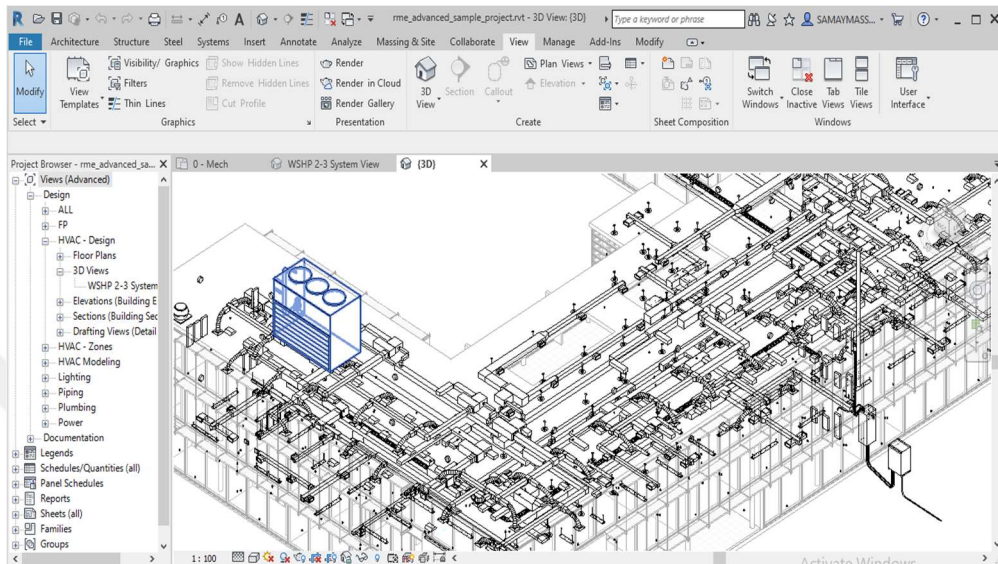 rme_advanced_sample_project.rvt - 3D View: {3D}
Type a keyword or phrase
SAMAYMASS...
File Architecture Structure Steel Systems Insert Annotate Analyze Massing & Site Collaborate View Manage Add-Ins Modify
Modify
View Templates
Visibility/ Graphics
Filters
Thin Lines
Show Hidden Lines
Remove Hidden Lines
Cut Profile
Render
Render in Cloud
Render Gallery
3D View
Section
Callout
Plan Views
Elevation
Switch Windows
Close Inactive
Tab Views
Tile Views
User Interface
Select Graphics Presentation Create Sheet Composition Windows
Project Browser - rme_advanced_sa... X
0 - Mech
WSHP 2-3 System View
{3D} X
Views (Advanced)
Design
ALL
FP
HVAC - Design
Floor Plans
3D Views
WSHP 2-3 System
Elevations (Building E
Sections (Building Sec
Drafting Views (Detail
HVAC - Zones
HVAC Modeling
Lighting
Piping
Plumbing
Power
Documentation
Legends
Schedules/Quantities (all)
Panel Schedules
Reports
Sheets (all)
Families
Groups
1 : 100
Activate Windows